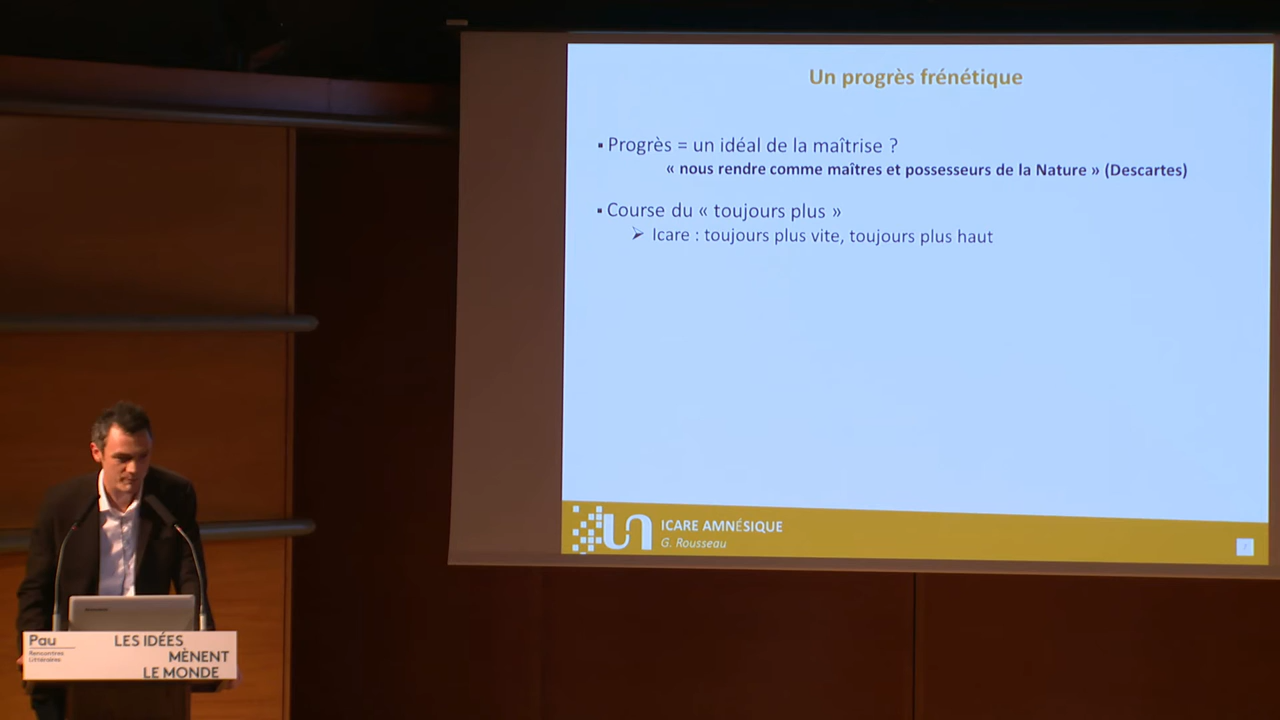 Un progrès frénétique
▪ Progrès = un idéal de la maîtrise ?
« nous rendre comme maîtres et possesseurs de la Nature » (Descartes)
▪ Course du « toujours plus »
➢ Icare : toujours plus vite, toujours plus haut
UN
ICARE AMNÉSIQUE
G. Rousseau
Pau
Rencontres
Littéraires
LES IDÉES
MÈNENT
LE MONDE